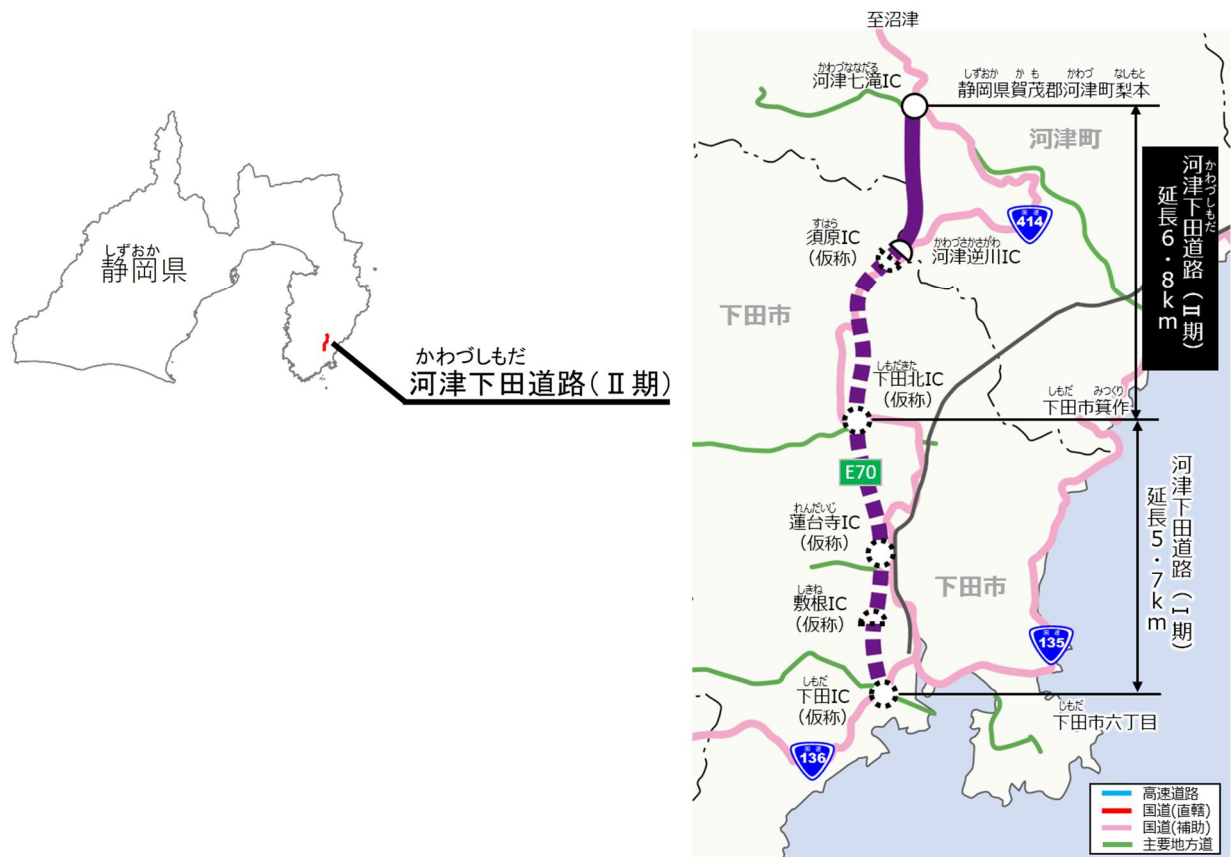 しずおか
静岡県
かわづしもだ
河津下田道路(Ⅱ期)
至沼津
かわづななだる
河津七滝IC
しずおか かも かわづ なしもと
静岡県賀茂郡河津町梨本
河津町
国道
414
すはら
須原IC
(仮称)
かわづさかさがわ
河津逆川IC
下田市
しもだきた
下田北IC
(仮称)
しもだ みつくり
下田市箕作
かわづしもだ
河津下田道路(Ⅱ期)
延長6・8km
E70
れんだいじ
蓮台寺IC
(仮称)
しきね
敷根IC
(仮称)
下田市
河津下田道路(Ⅰ期)
延長5・7km
国道
135
しもだ
下田IC
(仮称)
じもだ
下田市六丁目
国道
136
高速道路
国道(直轄)
国道(補助)
主要地方道